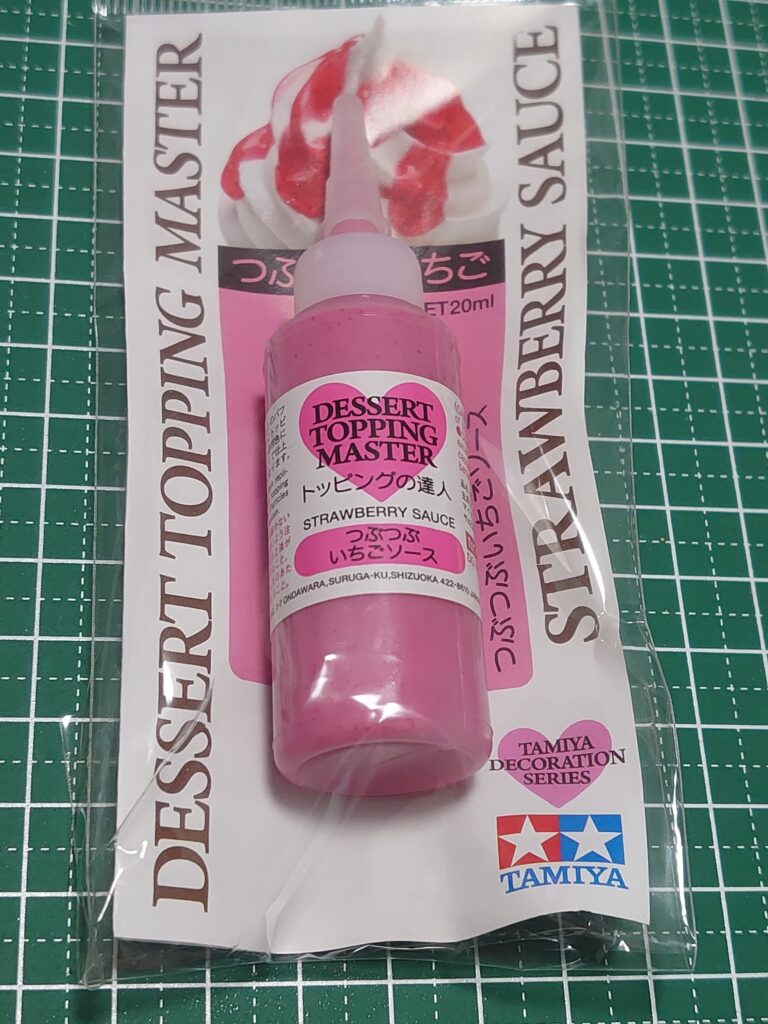 DESSERT TOPPING MASTER
STRAWBERRY SAUCE
つぶ
ちご
ET20ml
DESSERT
TOPPING
MASTER
トッピングの達人
STRAWBERRY SAUCE
つぶつぶ
いちごソース
ONDAWARA, SURUGA-KU, SHIZUOKA 422-8610
つぶつぶいちごソース
TAMIYA
DECORATION
SERIES
TAMIYA